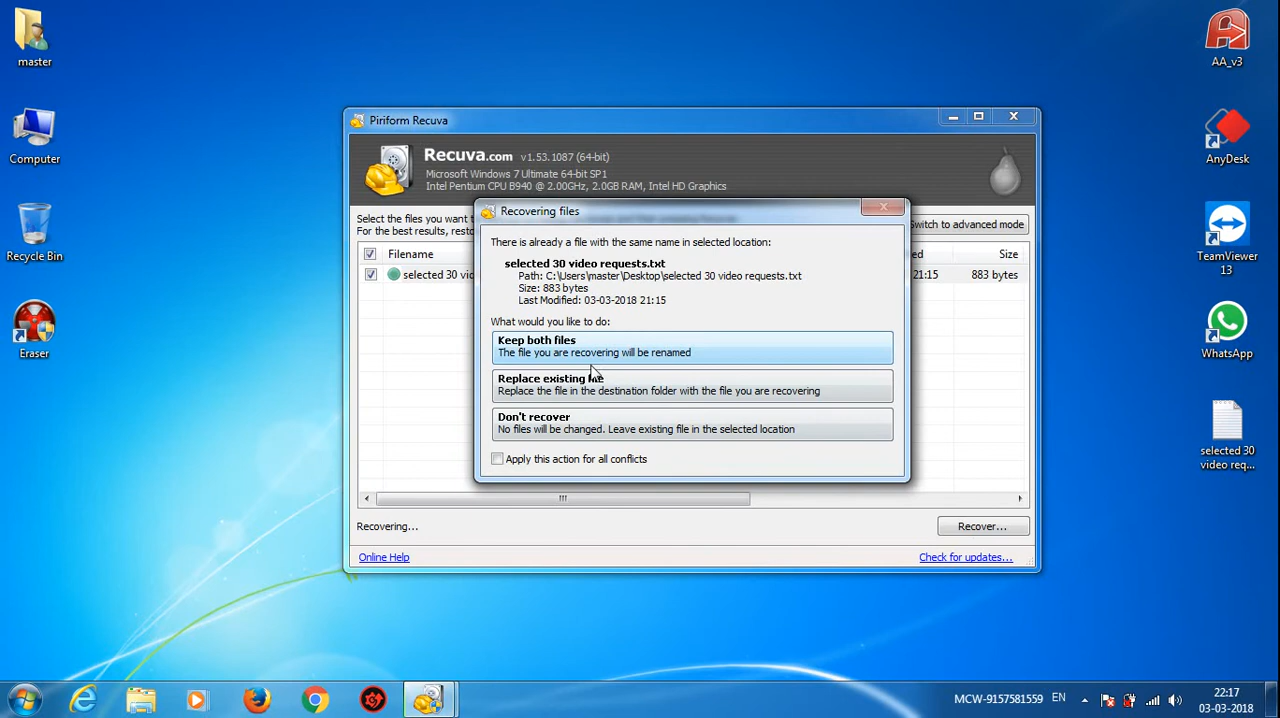 master
Computer
Recycle Bin
Eraser
AA_v3
AnyDesk
TeamViewer
13
WhatsApp
selected 30
video req...
Piriform Recuva
Recuva.com v1.53.1087 (64-bit)
Microsoft Windows 7 Ultimate 64-bit SP1
Intel Pentium CPU B940 @ 2.00GHz, 2.0GB RAM, Intel HD Graphics
Select the files you want
For the best results, resto
Switch to advanced mode
Filename
Size
selected 30 vid
21:15
883 bytes
Recovering files
There is already a file with the same name in selected location:
selected 30 video requests.txt
Path: C:\Users\master\Desktop\selected 30 video requests.txt
Size: 883 bytes
Last Modified: 03-03-2018 21:15
What would you like to do:
Keep both files
The file you are recovering will be renamed
Replace existing file
Replace the file in the destination folder with the file you are recovering
Don't recover
No files will be changed. Leave existing file in the selected location
Apply this action for all conflicts
Recovering...
Recover...
Online Help
Check for updates...
MCW-9157581559
EN
22:17
03-03-2018